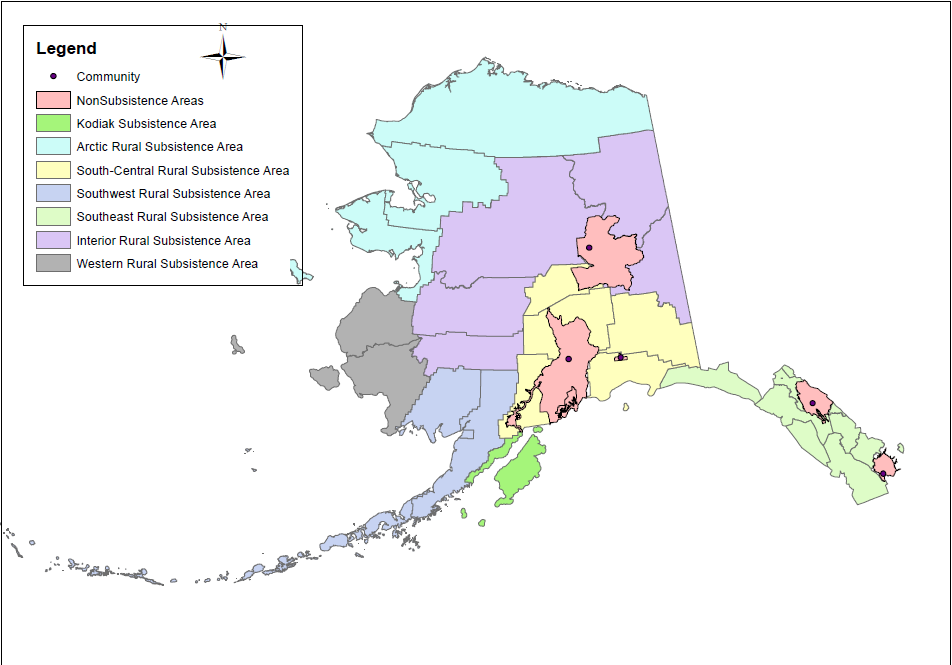 N
Legend
Community
NonSubsistence Areas
Kodiak Subsistence Area
Arctic Rural Subsistence Area
South-Central Rural Subsistence Area
Southwest Rural Subsistence Area
Southeast Rural Subsistence Area
Interior Rural Subsistence Area
Western Rural Subsistence Area